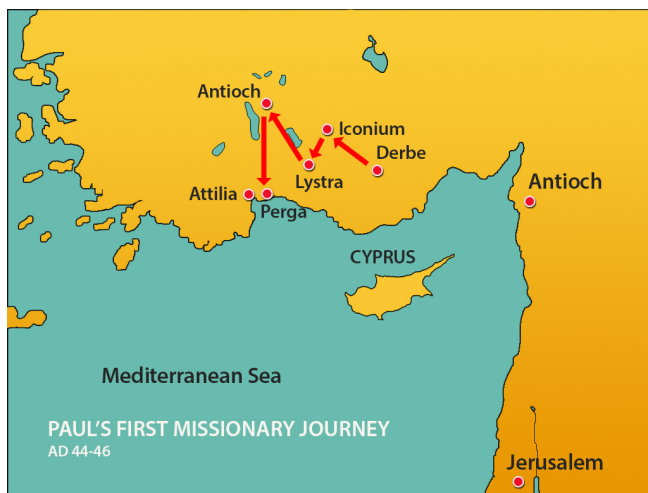 Antioch
Iconium
Derbe
Lystra
Attilia
Perga
Antioch
CYPRUS
Mediterranean Sea
PAUL'S FIRST MISSIONARY JOURNEY
AD 44-46
Jerusalem